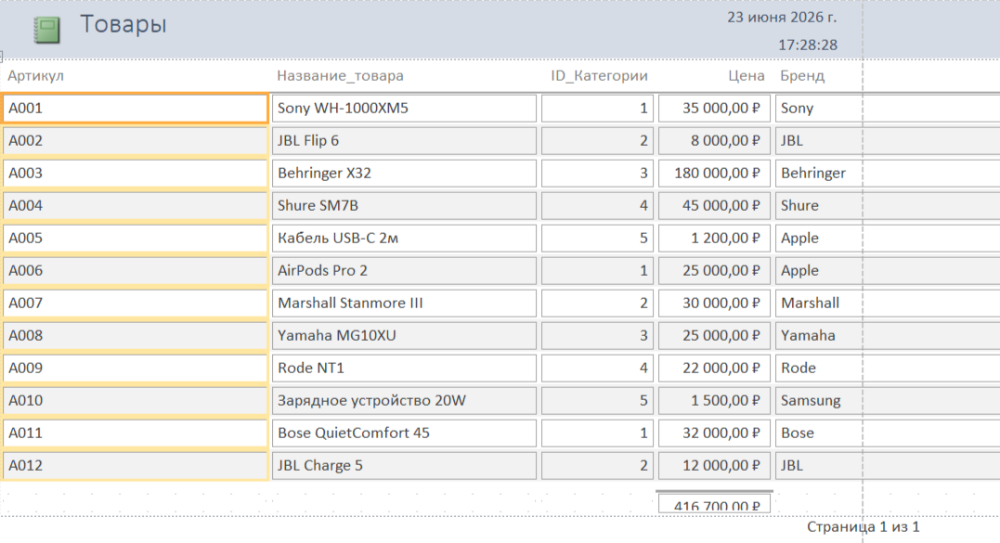 Товары
23 июня 2026 г.
17:28:28
Артикул Название_товара ID_Категории Цена Бренд
A001 Sony WH-1000XM5 1 35 000,00 ₽ Sony
A002 JBL Flip 6 2 8 000,00 ₽ JBL
A003 Behringer X32 3 180 000,00 ₽ Behringer
A004 Shure SM7B 4 45 000,00 ₽ Shure
A005 Кабель USB-C 2м 5 1 200,00 ₽ Apple
A006 AirPods Pro 2 1 25 000,00 ₽ Apple
A007 Marshall Stanmore III 2 30 000,00 ₽ Marshall
A008 Yamaha MG10XU 3 25 000,00 ₽ Yamaha
A009 Rode NT1 4 22 000,00 ₽ Rode
A010 Зарядное устройство 20W 5 1 500,00 ₽ Samsung
A011 Bose QuietComfort 45 1 32 000,00 ₽ Bose
A012 JBL Charge 5 2 12 000,00 ₽ JBL
416 700,00 ₽
Страница 1 из 1